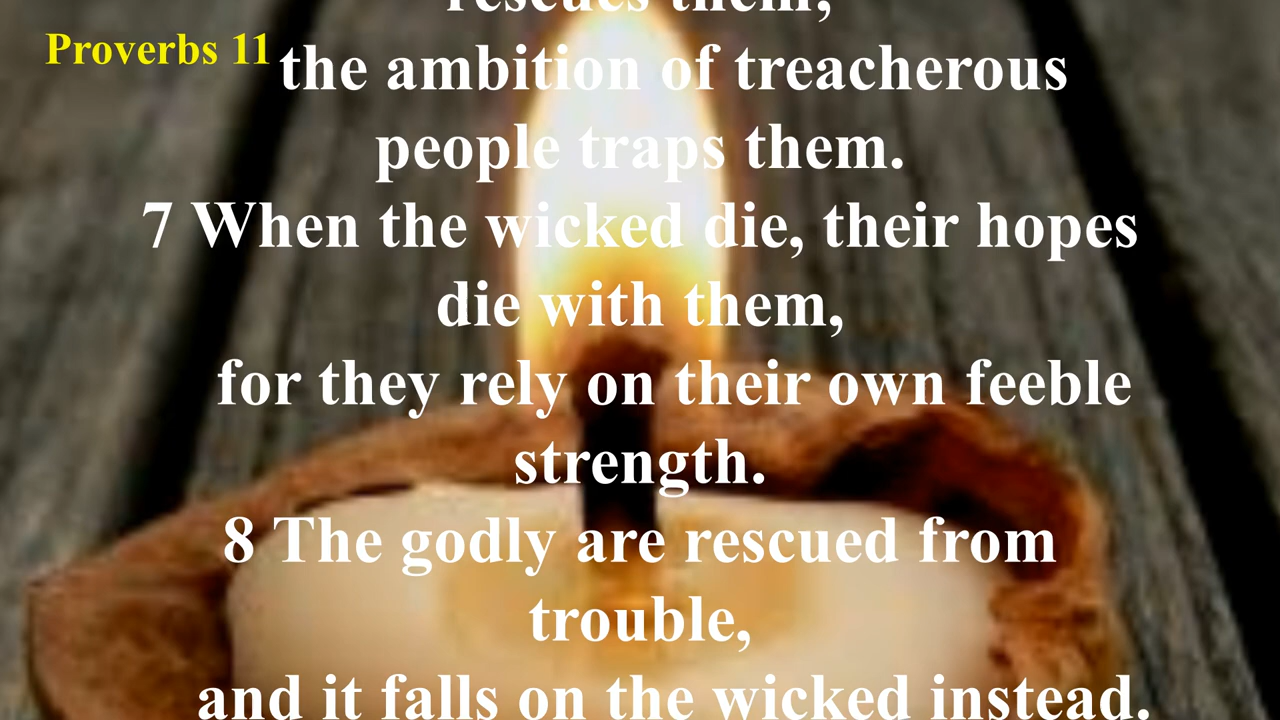 rescues them;
Proverbs 11
the ambition of treacherous
people traps them.
7 When the wicked die, their hopes
die with them,
for they rely on their own feeble
strength.
8 The godly are rescued from
trouble,
and it falls on the wicked instead.